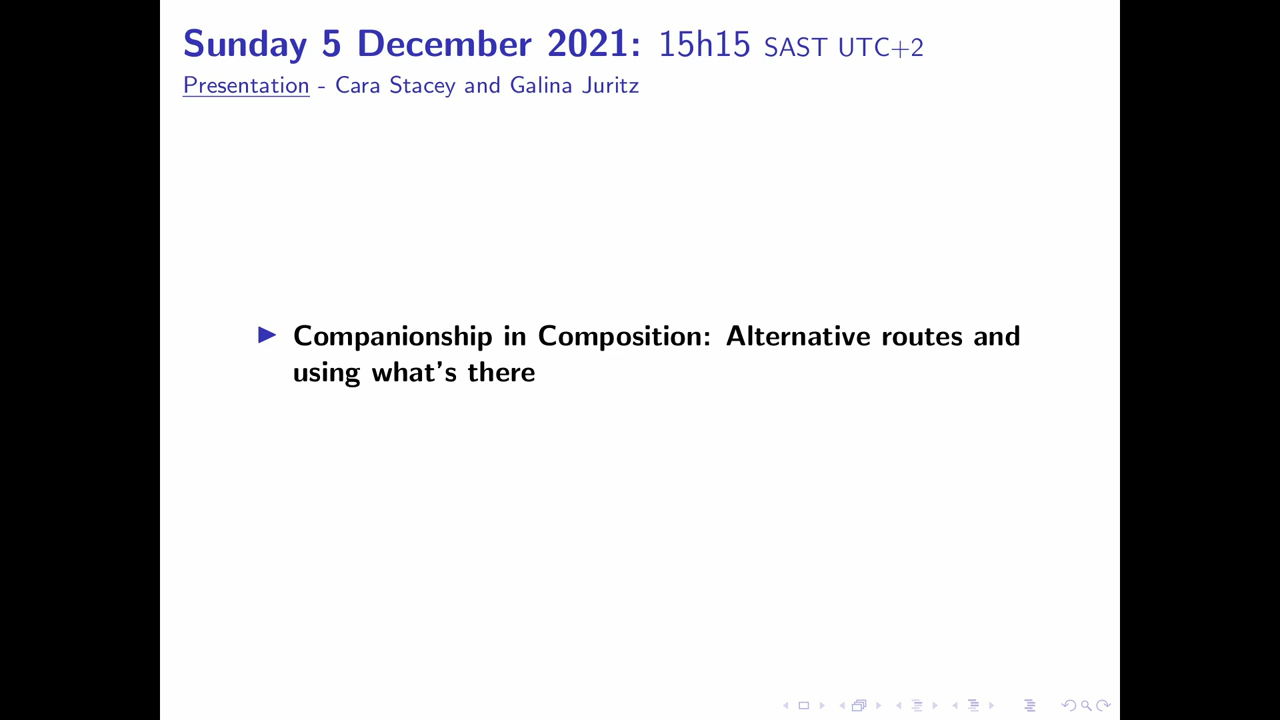 Sunday 5 December 2021: 15h15 SAST UTC+2
Presentation - Cara Stacey and Galina Juritz
Companionship in Composition: Alternative routes and
using what's there